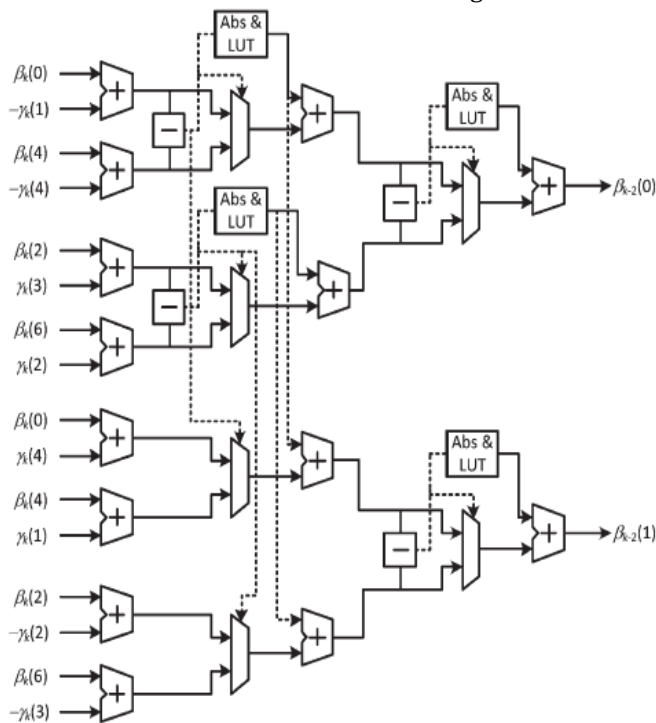 Abs &
LUT
βₖ(0)
−γₖ(1)
+
+
−
βₖ(4)
−γₖ(4)
+
Abs &
LUT
−
+
βₖ₋₂(0)
Abs &
LUT
βₖ(2)
γₖ(3)
+
−
+
βₖ(6)
γₖ(2)
+
βₖ(0)
γₖ(4)
+
+
Abs &
LUT
βₖ(4)
γₖ(1)
+
−
+
βₖ₋₂(1)
βₖ(2)
−γₖ(2)
+
+
βₖ(6)
−γₖ(3)
+